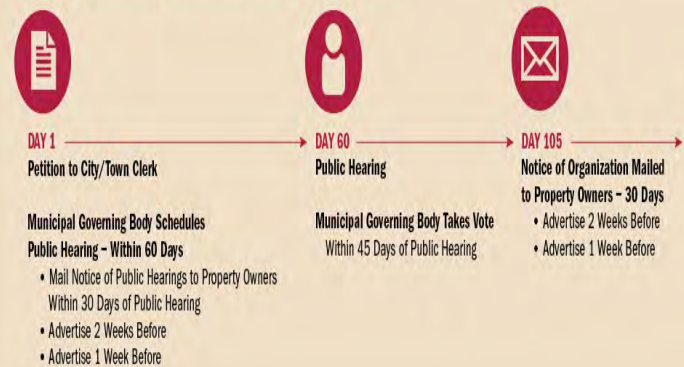 DAY 1
Petition to City/Town Clerk
Municipal Governing Body Schedules
Public Hearing – Within 60 Days
• Mail Notice of Public Hearings to Property Owners
Within 30 Days of Public Hearing
• Advertise 2 Weeks Before
• Advertise 1 Week Before
DAY 60
Public Hearing
Municipal Governing Body Takes Vote
Within 45 Days of Public Hearing
DAY 105
Notice of Organization Mailed
to Property Owners – 30 Days
• Advertise 2 Weeks Before
• Advertise 1 Week Before